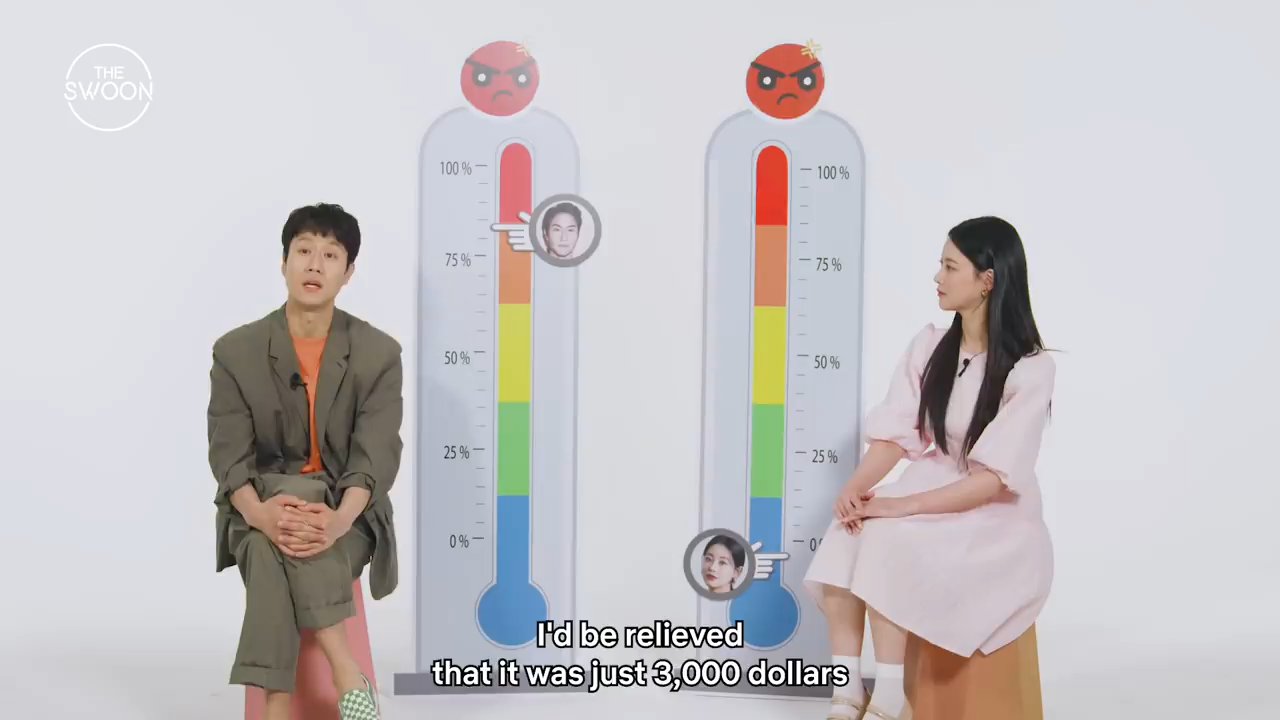 THE
SWOON
100 %
75 %
50 %
25 %
0 %
100 %
75 %
50 %
25 %
I'd be relieved
that it was just 3,000 dollars